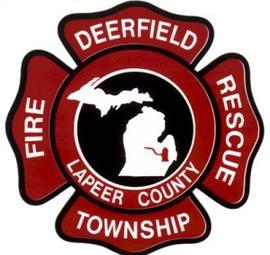 DEERFIELD
FIRE
RESCUE
LAPEER COUNTY
TOWNSHIP